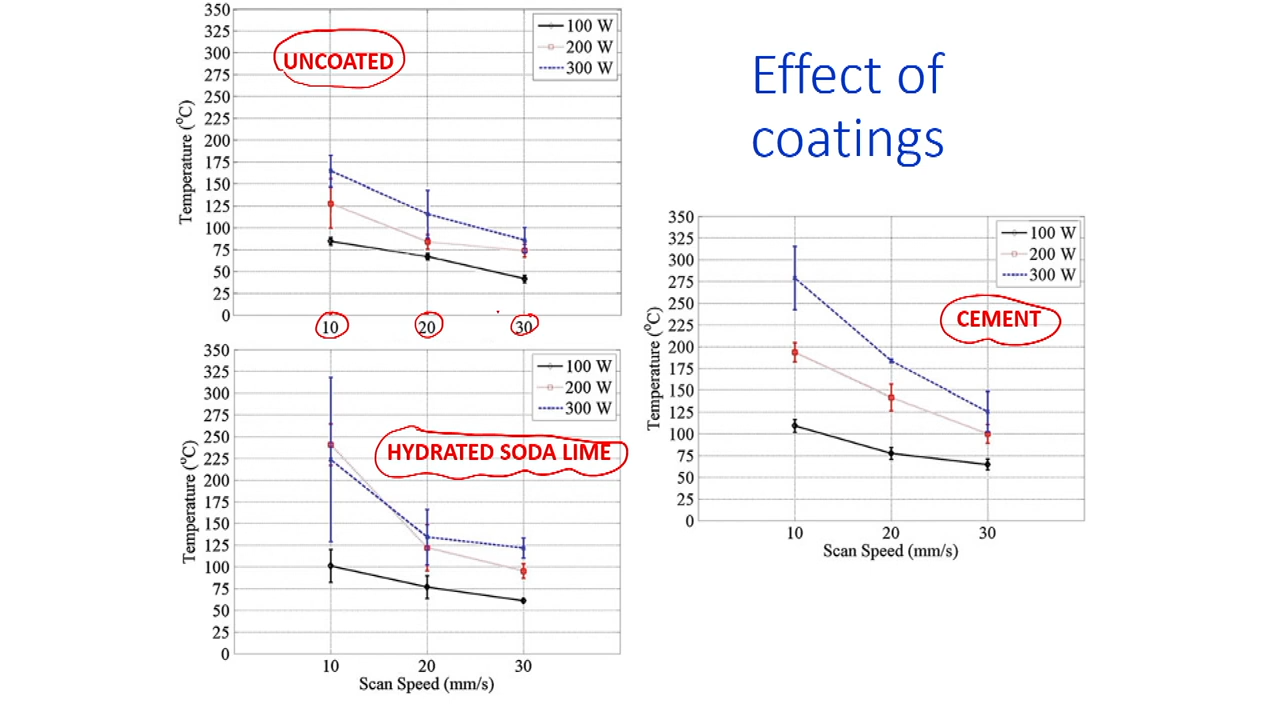 Effect of
coatings
350
325
300
275
250
225
200
175
150
125
100
75
50
25
0
Temperature (°C)
UNCOATED
100 W
200 W
300 W
10 20 30
350
325
300
275
250
225
200
175
150
125
100
75
50
25
0
Temperature (°C)
HYDRATED SODA LIME
100 W
200 W
300 W
10 20 30
Scan Speed (mm/s)
350
325
300
275
250
225
200
175
150
125
100
75
50
25
0
Temperature (°C)
CEMENT
100 W
200 W
300 W
10 20 30
Scan Speed (mm/s)